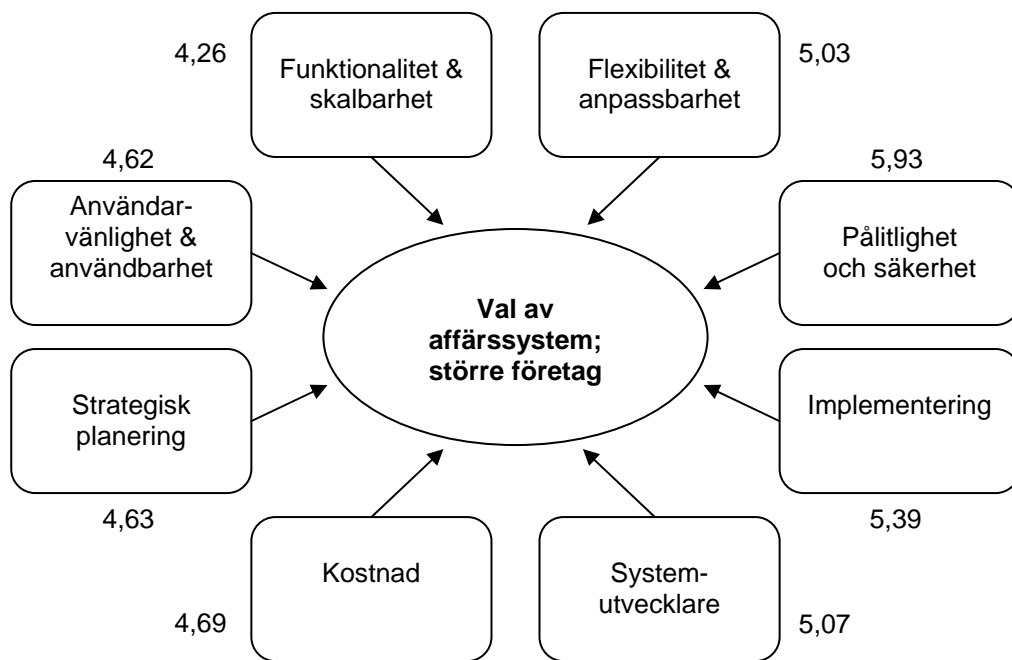 4,26
Funktionalitet &
skalbarhet
Flexibilitet &
anpassbarhet
5,03
4,62
Användar-
vänlighet &
användbarhet
5,93
Pålitlighet
och säkerhet
Val av
affärssystem;
större företag
Strategisk
planering
4,63
Implementering
5,39
Kostnad
4,69
System-
utvecklare
5,07